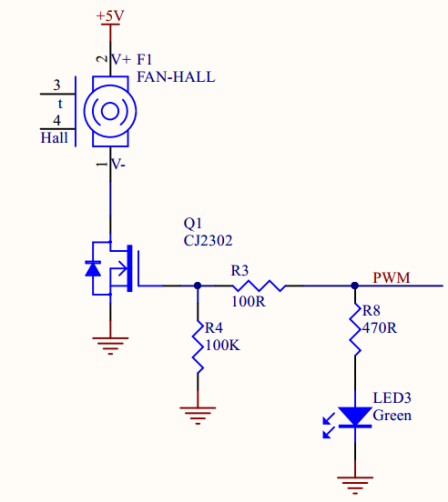 +5V
2
V+
F1
FAN-HALL
3
t
4
Hall
1
V-
Q1
CJ2302
R3
100R
PWM
R4
100K
R8
470R
LED3
Green